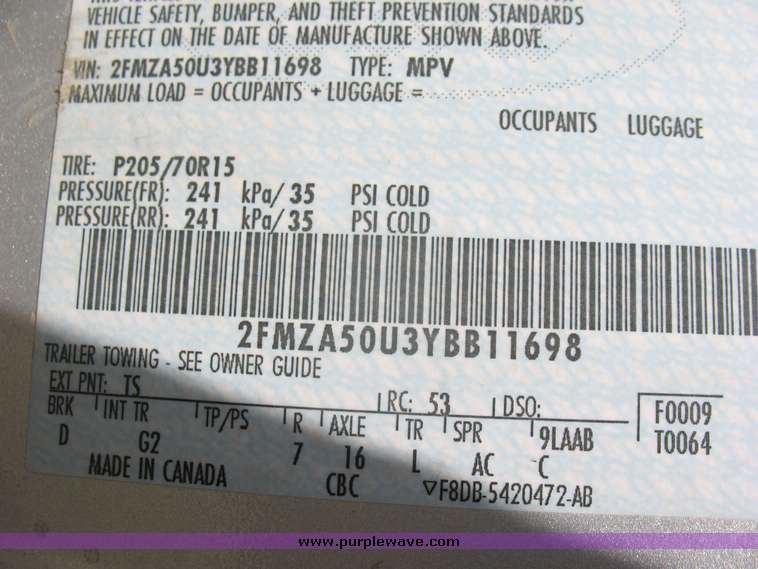 VEHICLE SAFETY, BUMPER, AND THEFT PREVENTION STANDARDS
IN EFFECT ON THE DATE OF MANUFACTURE SHOWN ABOVE.
VIN: 2FMZA50U3YBB11698 TYPE: MPV
MAXIMUM LOAD = OCCUPANTS + LUGGAGE =
OCCUPANTS LUGGAGE
TIRE: P205/70R15
PRESSURE(FR): 241 kPa/ 35 PSI COLD
PRESSURE(RR): 241 kPa/ 35 PSI COLD
2FMZA50U3YBB11698
TRAILER TOWING - SEE OWNER GUIDE
EXT PNT: TS RC: 53 DSO: F0009
BRK INT TR TP/PS R AXLE TR SPR 9LAAB T0064
D G2 7 16 L AC C
MADE IN CANADA CBC ▽F8DB-5420472-AB
www.purplewave.com